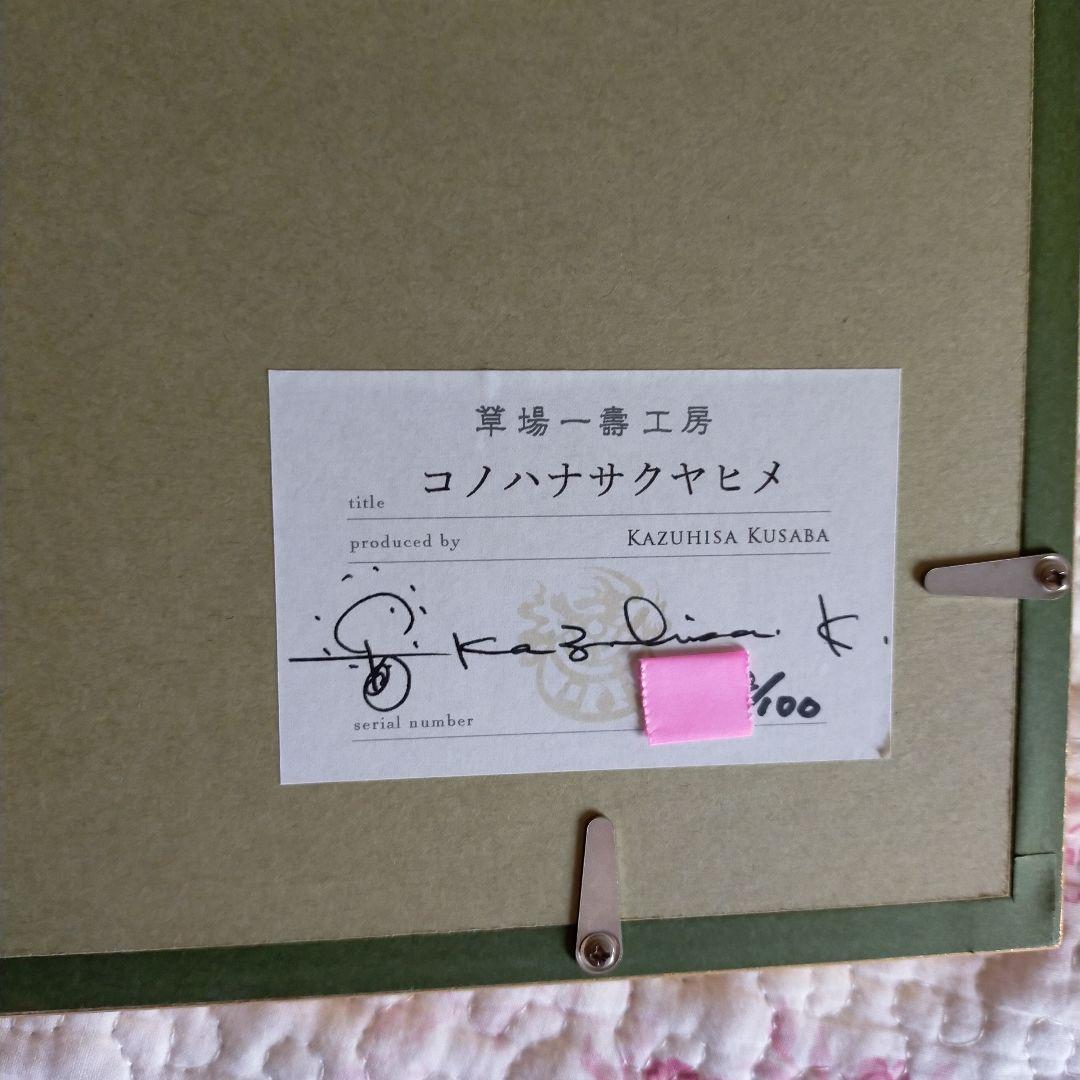 草場一壽工房
title コノハナサクヤヒメ
produced by KAZUHISA KUSABA
Kazuhisa. K.
serial number /100